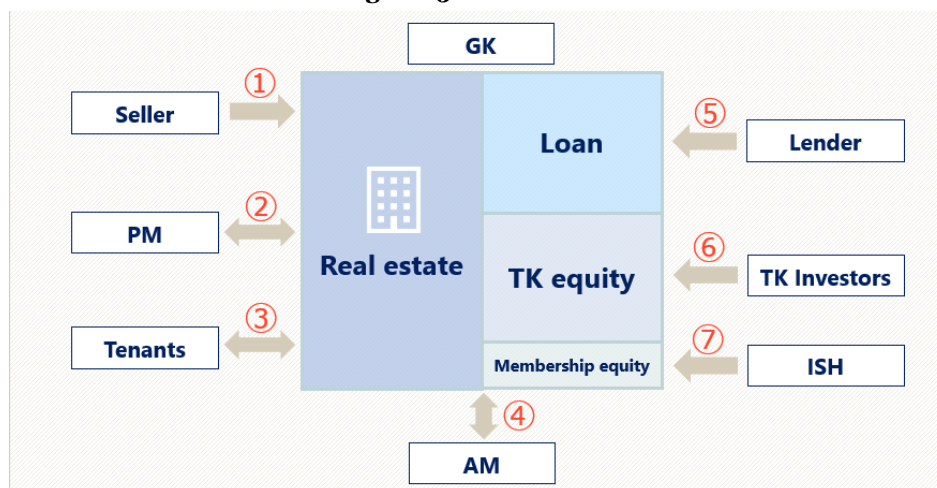 GK
①
Seller
Loan
⑤
Lender
②
PM
Real estate
TK equity
⑥
TK Investors
③
Tenants
Membership equity
⑦
ISH
④
AM